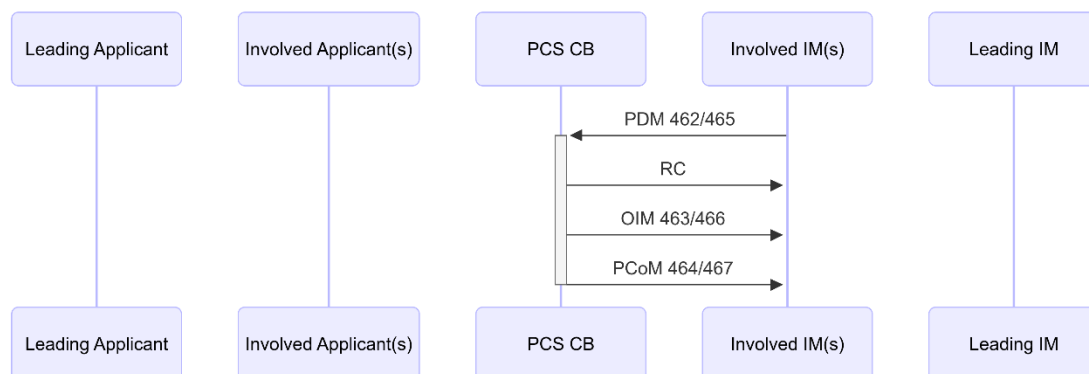 Leading Applicant
Involved Applicant(s)
PCS CB
Involved IM(s)
Leading IM
PDM 462/465
RC
OIM 463/466
PCoM 464/467
Leading Applicant
Involved Applicant(s)
PCS CB
Involved IM(s)
Leading IM